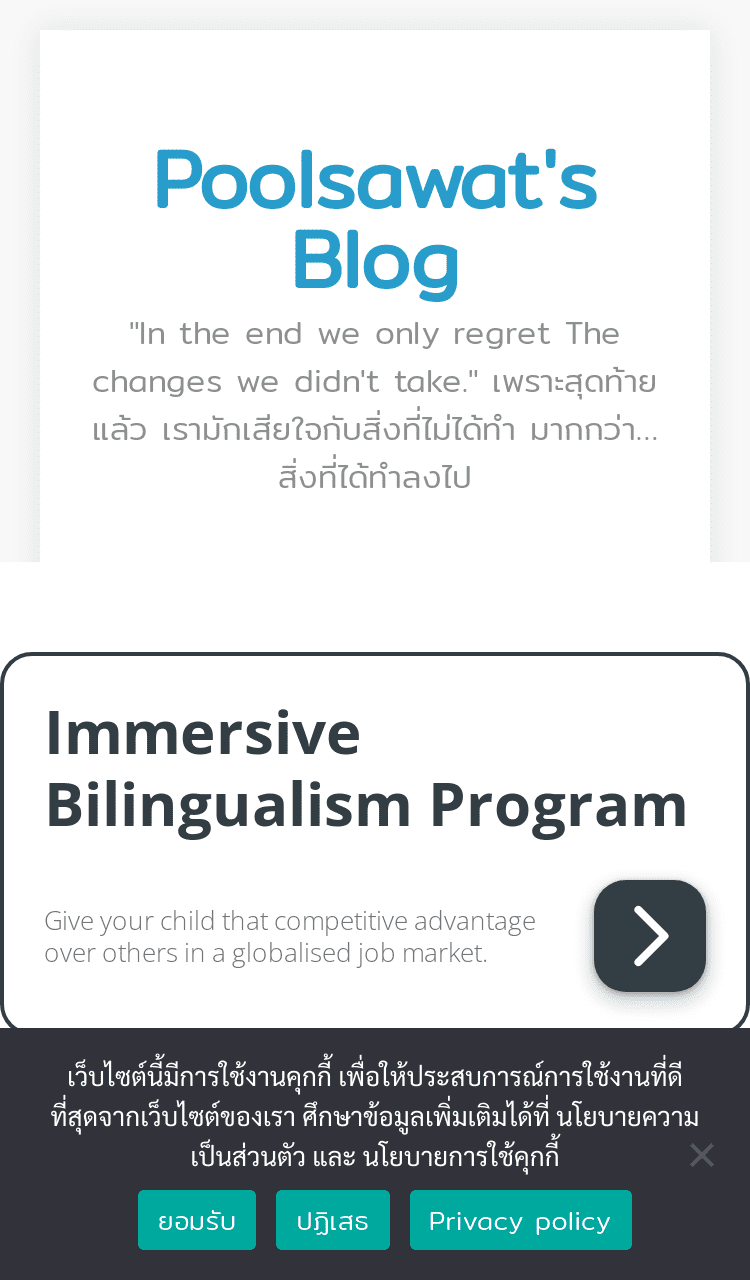 Poolsawat's
Blog
"In the end we only regret The
changes we didn't take." เพราะสุดท้าย
แล้ว เรามักเสียใจกับสิ่งที่ไม่ได้ทำ มากกว่า...
สิ่งที่ได้ทำลงไป
Immersive
Bilingualism Program
Give your child that competitive advantage
over others in a globalised job market.
เว็บไซต์นี้มีการใช้งานคุกกี้ เพื่อให้ประสบการณ์การใช้งานที่ดี
ที่สุดจากเว็บไซต์ของเรา ศึกษาข้อมูลเพิ่มเติมได้ที่ นโยบายความ
เป็นส่วนตัว และ นโยบายการใช้คุกกี้
ยอมรับ ปฏิเสธ Privacy policy